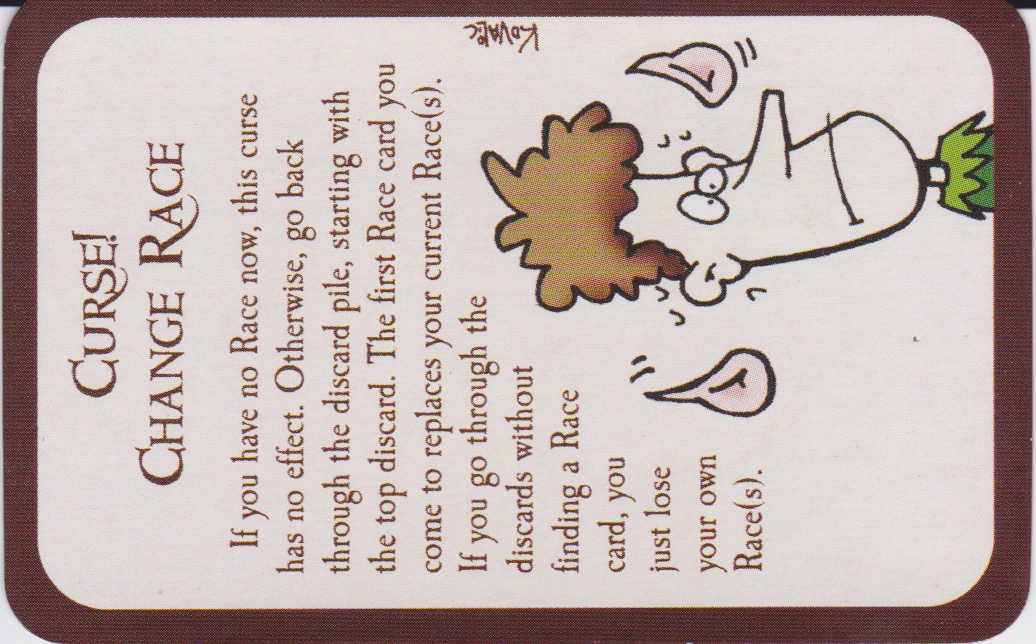 CURSE!
CHANGE RACE
If you have no Race now, this curse
has no effect. Otherwise, go back
through the discard pile, starting with
the top discard. The first Race card you
come to replaces your current Race(s).
If you go through the
discards without
finding a Race
card, you
just lose
your own
Race(s).
KOVALIC